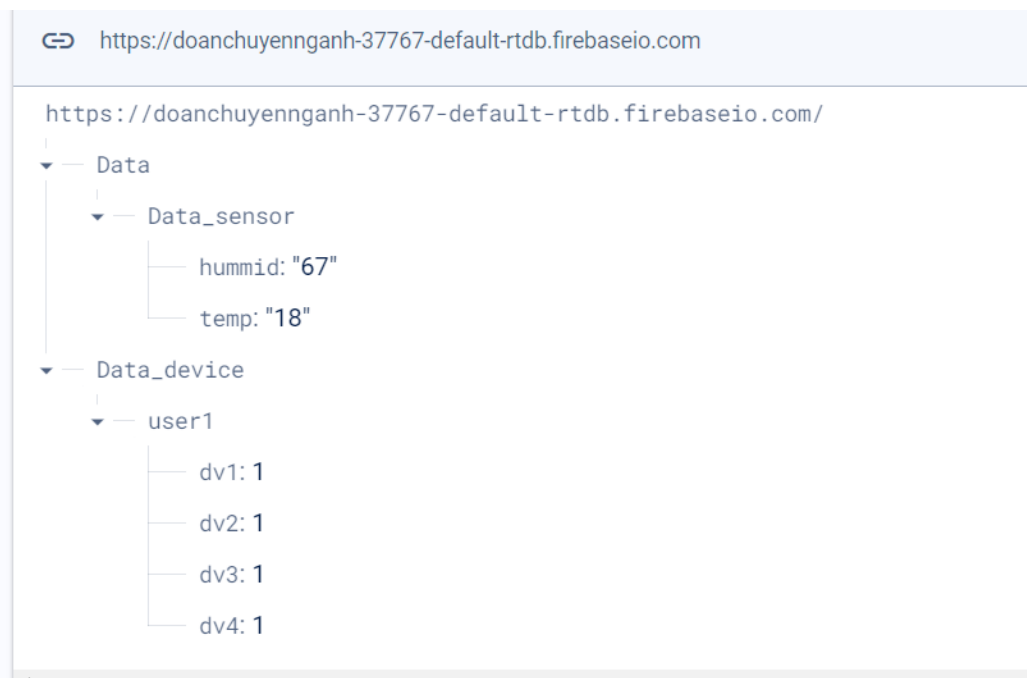 https://doanchuyennganh-37767-default-rtdb.firebaseio.com
https://doanchuyennganh-37767-default-rtdb.firebaseio.com/
Data
Data_sensor
hummid: "67"
temp: "18"
Data_device
user1
dv1: 1
dv2: 1
dv3: 1
dv4: 1